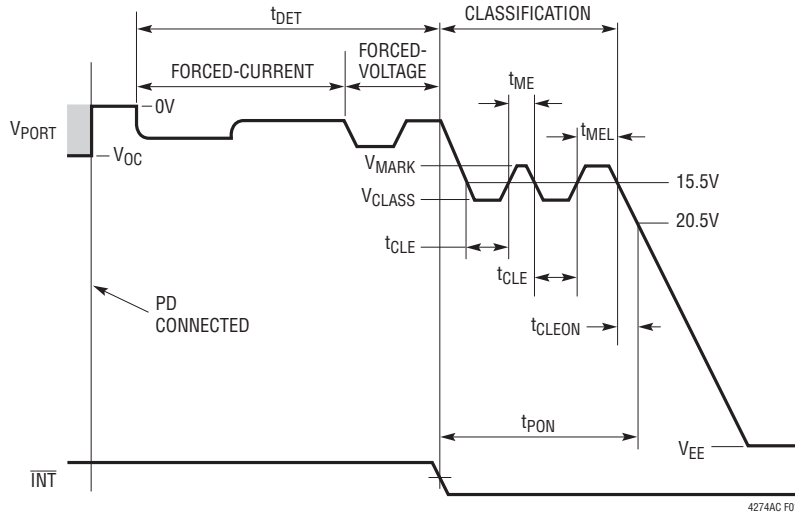 tDET
CLASSIFICATION
FORCED-CURRENT
FORCED-
VOLTAGE
tME
0V
VPORT
VOC
tMEL
VMARK
15.5V
VCLASS
20.5V
tCLE
tCLE
PD
CONNECTED
tCLEON
tPON
VEE
INT
4274AC F0